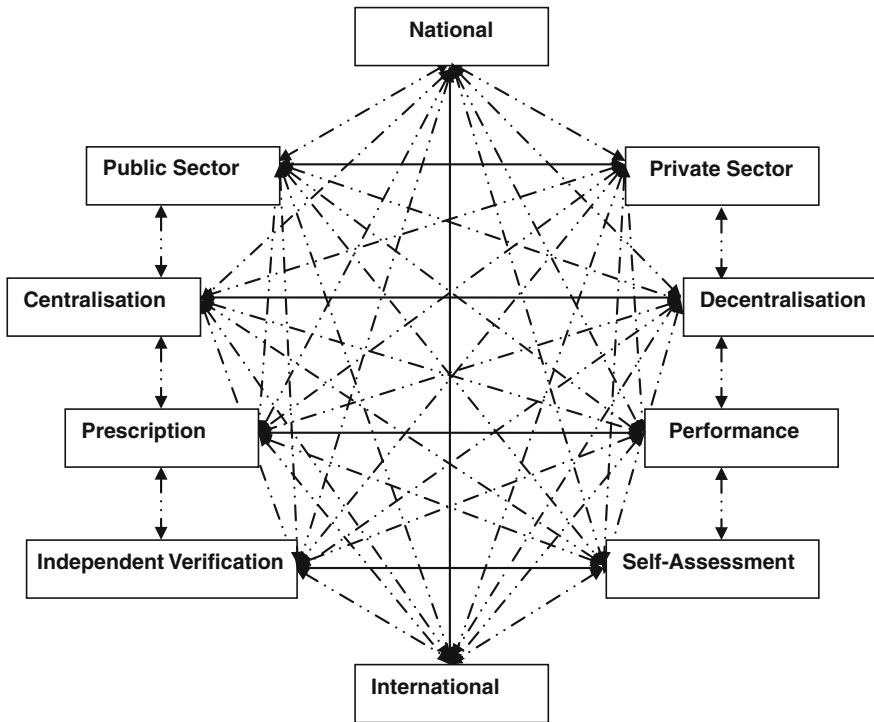 National
Public Sector
Private Sector
Centralisation
Decentralisation
Prescription
Performance
Independent Verification
Self-Assessment
International